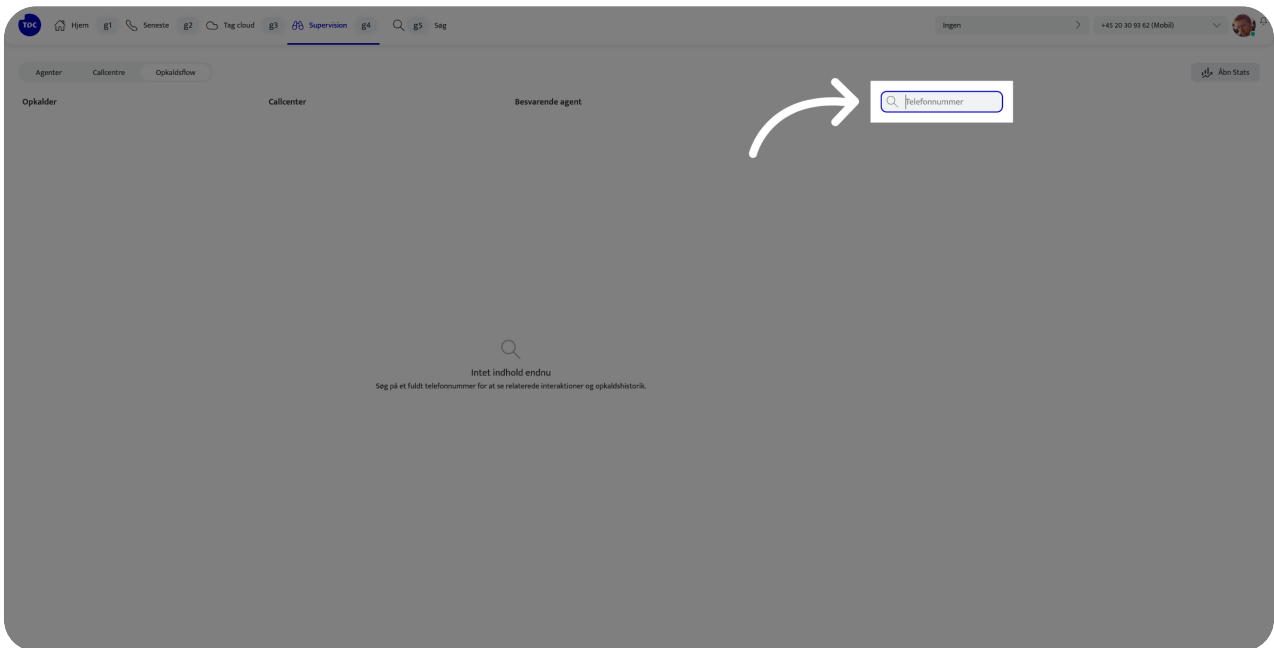 TDC Hjem g1 Seneste g2 Tag cloud g3 Supervision g4 g5 Søg Ingen +45 20 30 93 62 (Mobil)
Agenter Callcentre Opkaldsflow Åbn Stats
Opkalder Callcenter Besvarende agent Telefonnummer
Intet indhold endnu
Søg på et fuldt telefonnummer for at se relaterede interaktioner og opkaldshistorik.